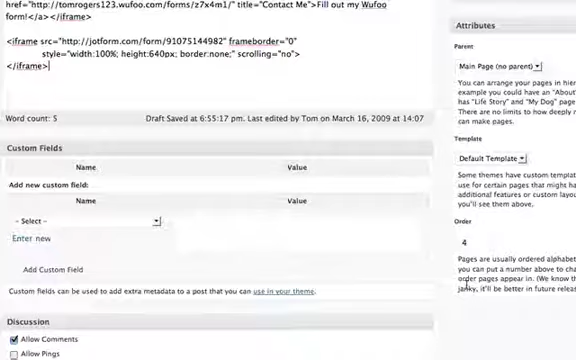 href="http://tomrogers123.wufoo.com/forms/z7x4m1/" title="Contact Me">Fill out my Wufoo
form!</a></iframe>
<iframe src="http://jotform.com/form/91075144982" frameborder="0"
style="width:100%; height:640px; border:none;" scrolling="no">
</iframe>
Word count: 5
Draft Saved at 6:55:17 pm. Last edited by Tom on March 16, 2009 at 14:07
Custom Fields
Name Value
Add new custom field:
Name Value
- Select -
Enter new
Add Custom Field
Custom fields can be used to add extra metadata to a post that you can use in your theme.
Discussion
Allow Comments
Allow Pings
Attributes
Parent
Main Page (no parent)
You can arrange your pages in hier
example you could have an "About"
has "Life Story" and "My Dog" page
There are no limits to how deeply n
can make pages.
Template
Default Template
Some themes have custom templat
use for certain pages that might ha
additional features or custom layou
you'll see them above.
Order
4
Pages are usually ordered alphabet
you can put a number above to cha
order pages appear in. (We know th
janky, it'll be better in future releas